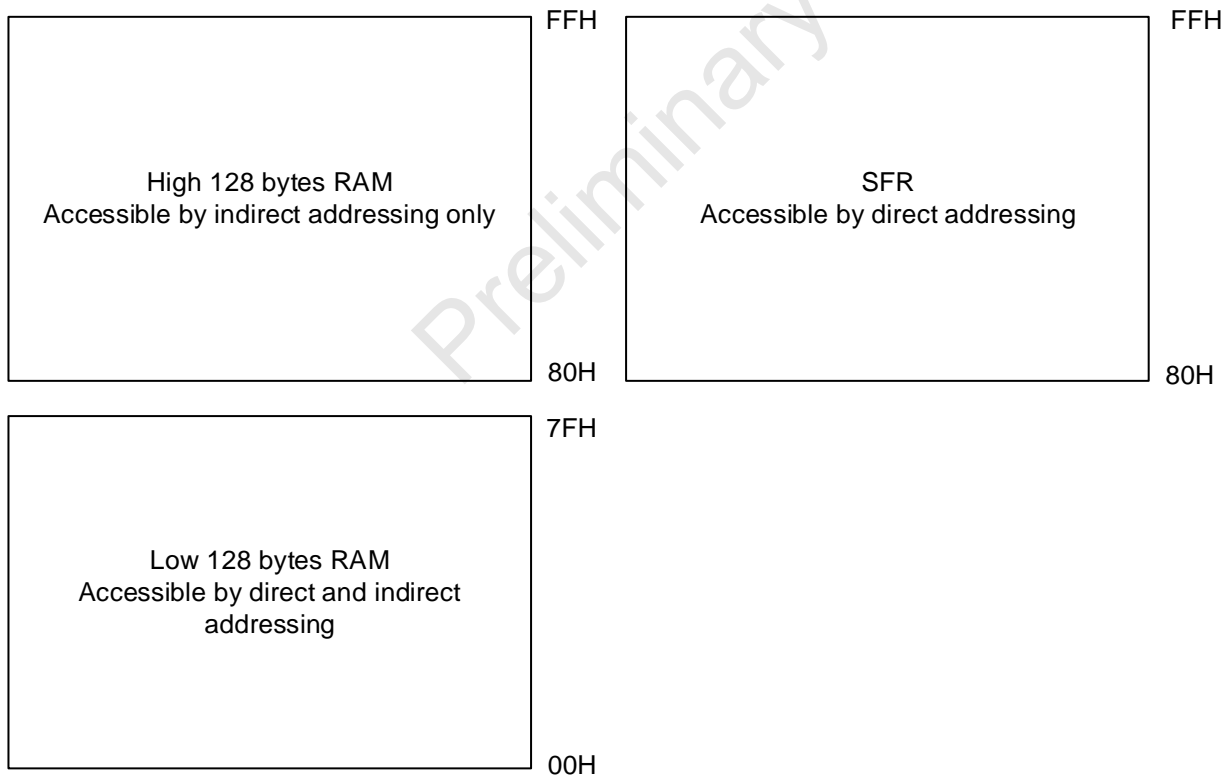 FFH
High 128 bytes RAM
Accessible by indirect addressing only
80H
FFH
SFR
Accessible by direct addressing
80H
7FH
Low 128 bytes RAM
Accessible by direct and indirect
addressing
00H
Preliminary